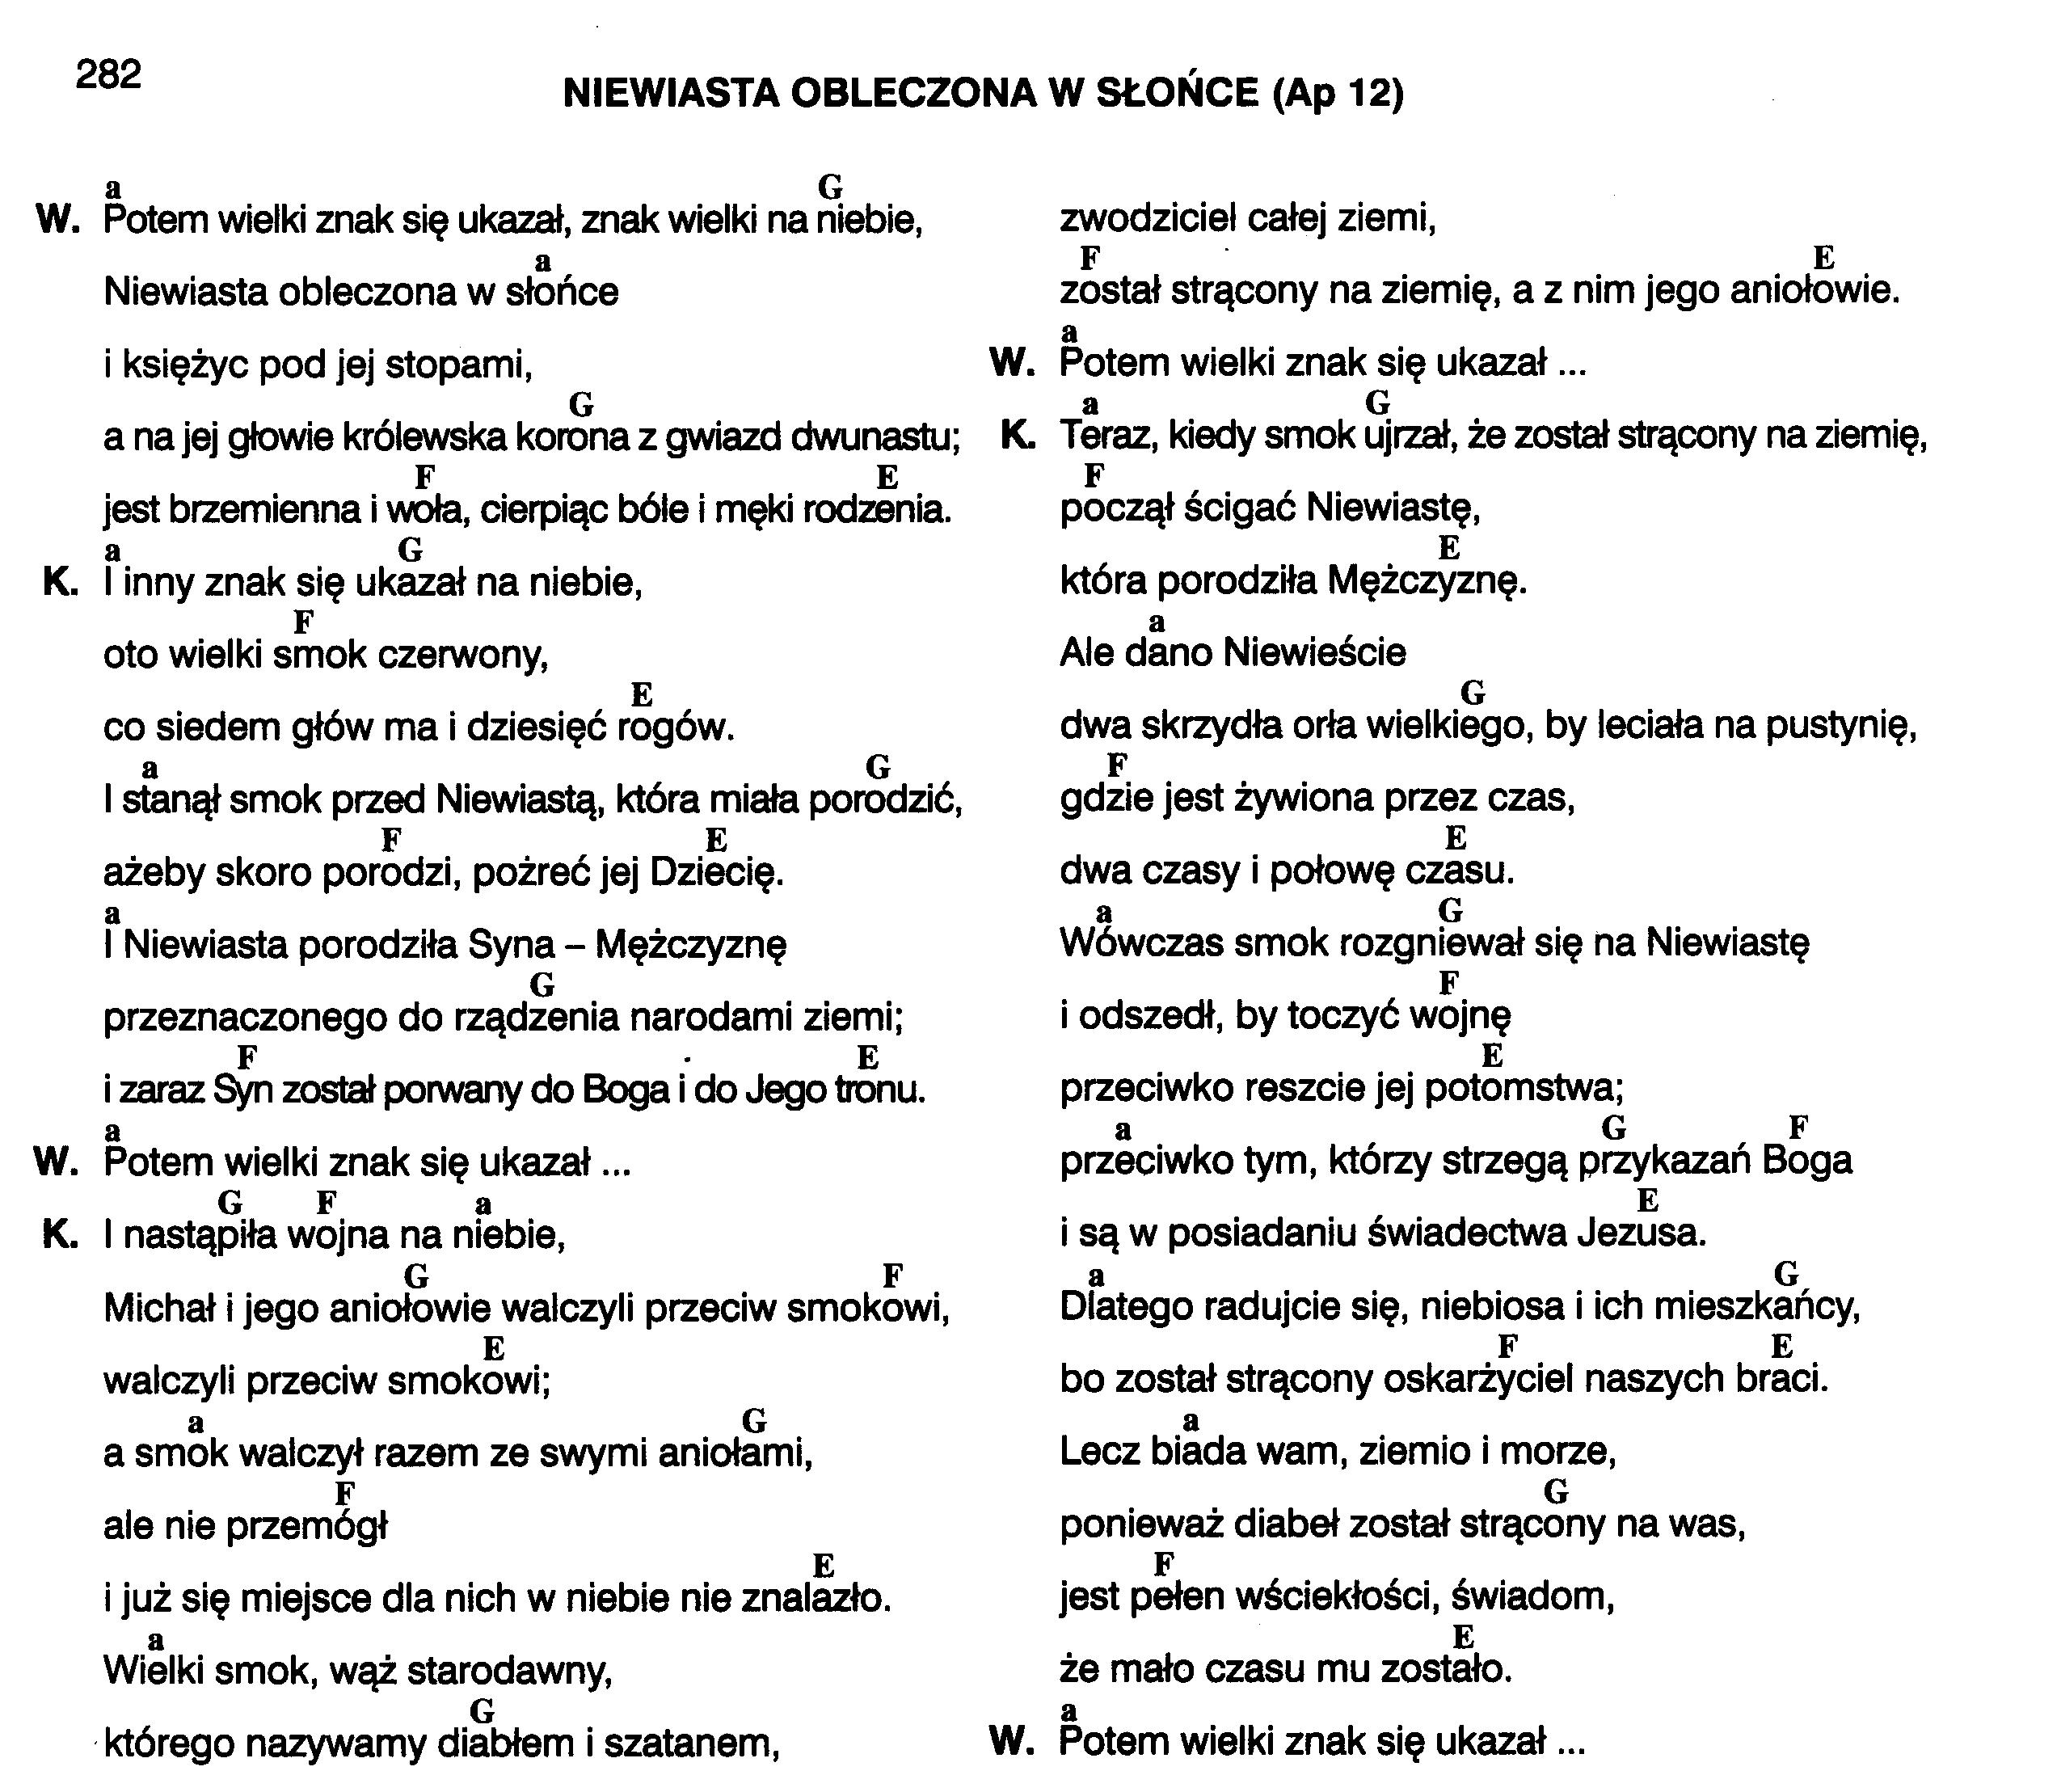 282
NIEWIASTA OBLECZONA W SŁOŃCE (Ap 12)
a G
W. Potem wielki znak się ukazał, znak wielki na niebie,
a
Niewiasta obleczona w słońce
i księżyc pod jej stopami,
G
a na jej głowie królewska korona z gwiazd dwunastu;
F E
jest brzemienna i woła, cierpiąc bóle i męki rodzenia.
a G
K. I inny znak się ukazał na niebie,
F
oto wielki smok czerwony,
E
co siedem głów ma i dziesięć rogów.
a G
I stanął smok przed Niewiastą, która miała porodzić,
F E
ażeby skoro porodzi, pożreć jej Dziecię.
a
I Niewiasta porodziła Syna – Mężczyznę
G
przeznaczonego do rządzenia narodami ziemi;
F E
i zaraz Syn został porwany do Boga i do Jego tronu.
a
W. Potem wielki znak się ukazał ...
G F a
K. I nastąpiła wojna na niebie,
G F
Michał i jego aniołowie walczyli przeciw smokowi,
E
walczyli przeciw smokowi;
a G
a smok walczył razem ze swymi aniołami,
F
ale nie przemógł
E
i już się miejsce dla nich w niebie nie znalazło.
a
Wielki smok, wąż starodawny,
G
którego nazywamy diabłem i szatanem,
zwodziciel całej ziemi,
F E
został strącony na ziemię, a z nim jego aniołowie.
a
W. Potem wielki znak się ukazał ...
a G
K. Teraz, kiedy smok ujrzał, że został strącony na ziemię,
F
począł ścigać Niewiastę,
E
która porodziła Mężczyznę.
a
Ale dano Niewieście
G
dwa skrzydła orła wielkiego, by leciała na pustynię,
F
gdzie jest żywiona przez czas,
E
dwa czasy i połowę czasu.
a G
Wówczas smok rozgniewał się na Niewiastę
F
i odszedł, by toczyć wojnę
E
przeciwko reszcie jej potomstwa;
a G F
przeciwko tym, którzy strzegą przykazań Boga
E
i są w posiadaniu świadectwa Jezusa.
a G
Dlatego radujcie się, niebiosa i ich mieszkańcy,
F E
bo został strącony oskarżyciel naszych braci.
a
Lecz biada wam, ziemio i morze,
G
ponieważ diabeł został strącony na was,
F
jest pełen wściekłości, świadom,
E
że mało czasu mu zostało.
a
W. Potem wielki znak się ukazał ...